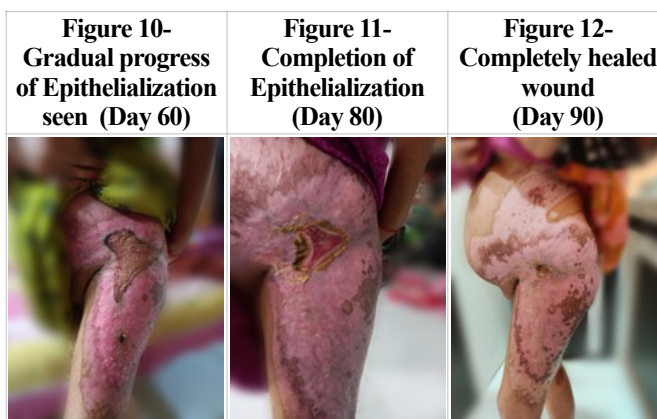 Figure 10-
Gradual progress
of Epithelialization
seen (Day 60)
Figure 11-
Completion of
Epithelialization
(Day 80)
Figure 12-
Completely healed
wound
(Day 90)